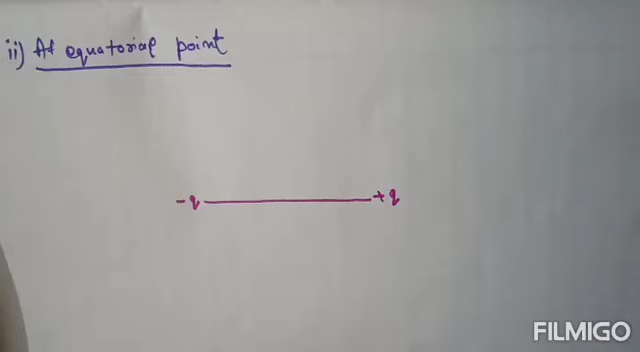 ii) At equatorial point
-q +q
FILMIGO